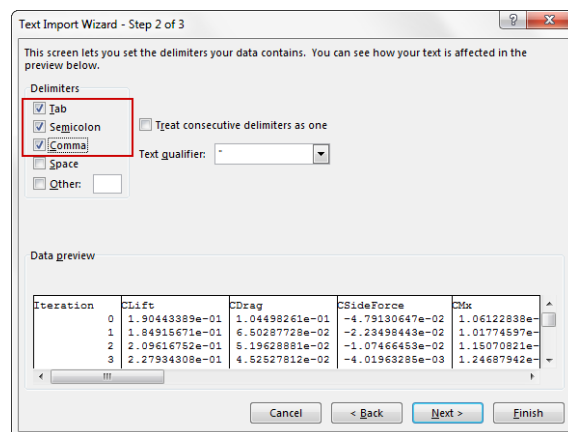 Text Import Wizard - Step 2 of 3
This screen lets you set the delimiters your data contains. You can see how your text is affected in the
preview below.
Delimiters
Tab
Semicolon
Comma
Space
Other:
Treat consecutive delimiters as one
Text qualifier: "
Data preview
Iteration CLift CDrag CSideForce CMx
0 1.90443389e-01 1.04498261e-01 -4.79130647e-02 1.06122838e-
1 1.84915671e-01 6.50287728e-02 -2.23498443e-02 1.01774597e-
2 2.09616752e-01 5.19628881e-02 -1.07466453e-02 1.15070821e-
3 2.27934308e-01 4.52527812e-02 -4.01963285e-03 1.24687942e-
Cancel < Back Next > Finish